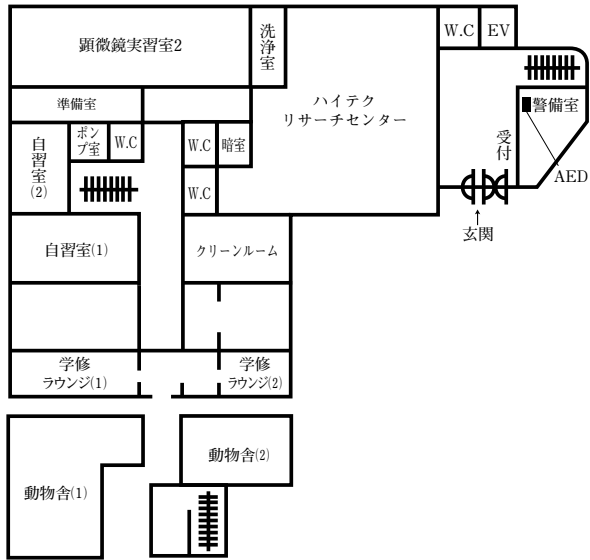 顕微鏡実習室2
洗浄室
W.C
EV
ハイテク
リサーチセンター
準備室
警備室
自習室(2)
ポン
プ室
W.C
W.C
暗室
受付
AED
W.C
玄関
自習室(1)
クリーンルーム
学修
ラウンジ(1)
学修
ラウンジ(2)
動物舎(1)
動物舎(2)